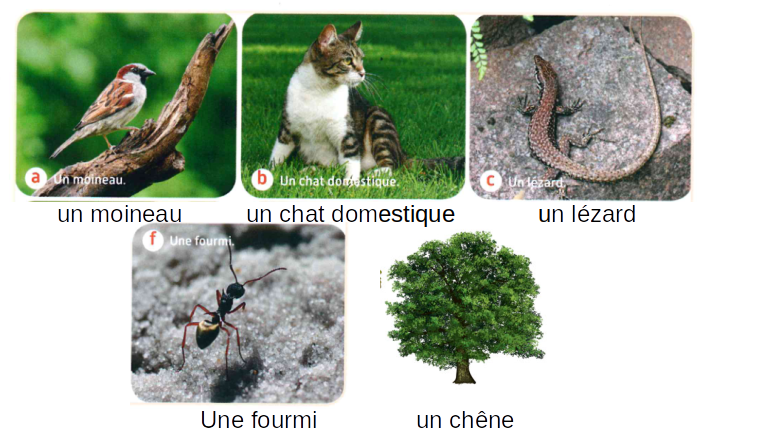 a Un moineau.
b Un chat domestique.
c Un lézard.
un moineau
un chat domestique
un lézard
f Une fourmi.
Une fourmi
un chêne